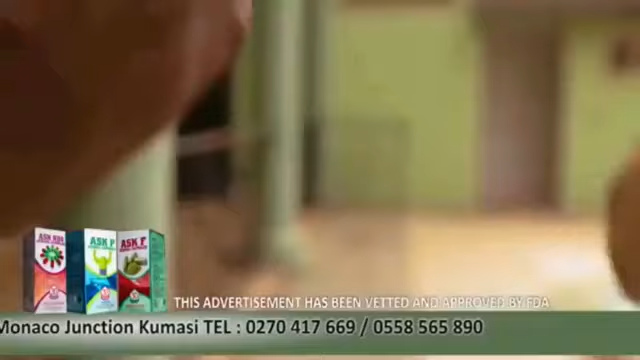 ASK P
ASK F
THIS ADVERTISEMENT HAS BEEN VETTED AND APPROVED BY FDA
Monaco Junction Kumasi TEL : 0270 417 669 / 0558 565 890